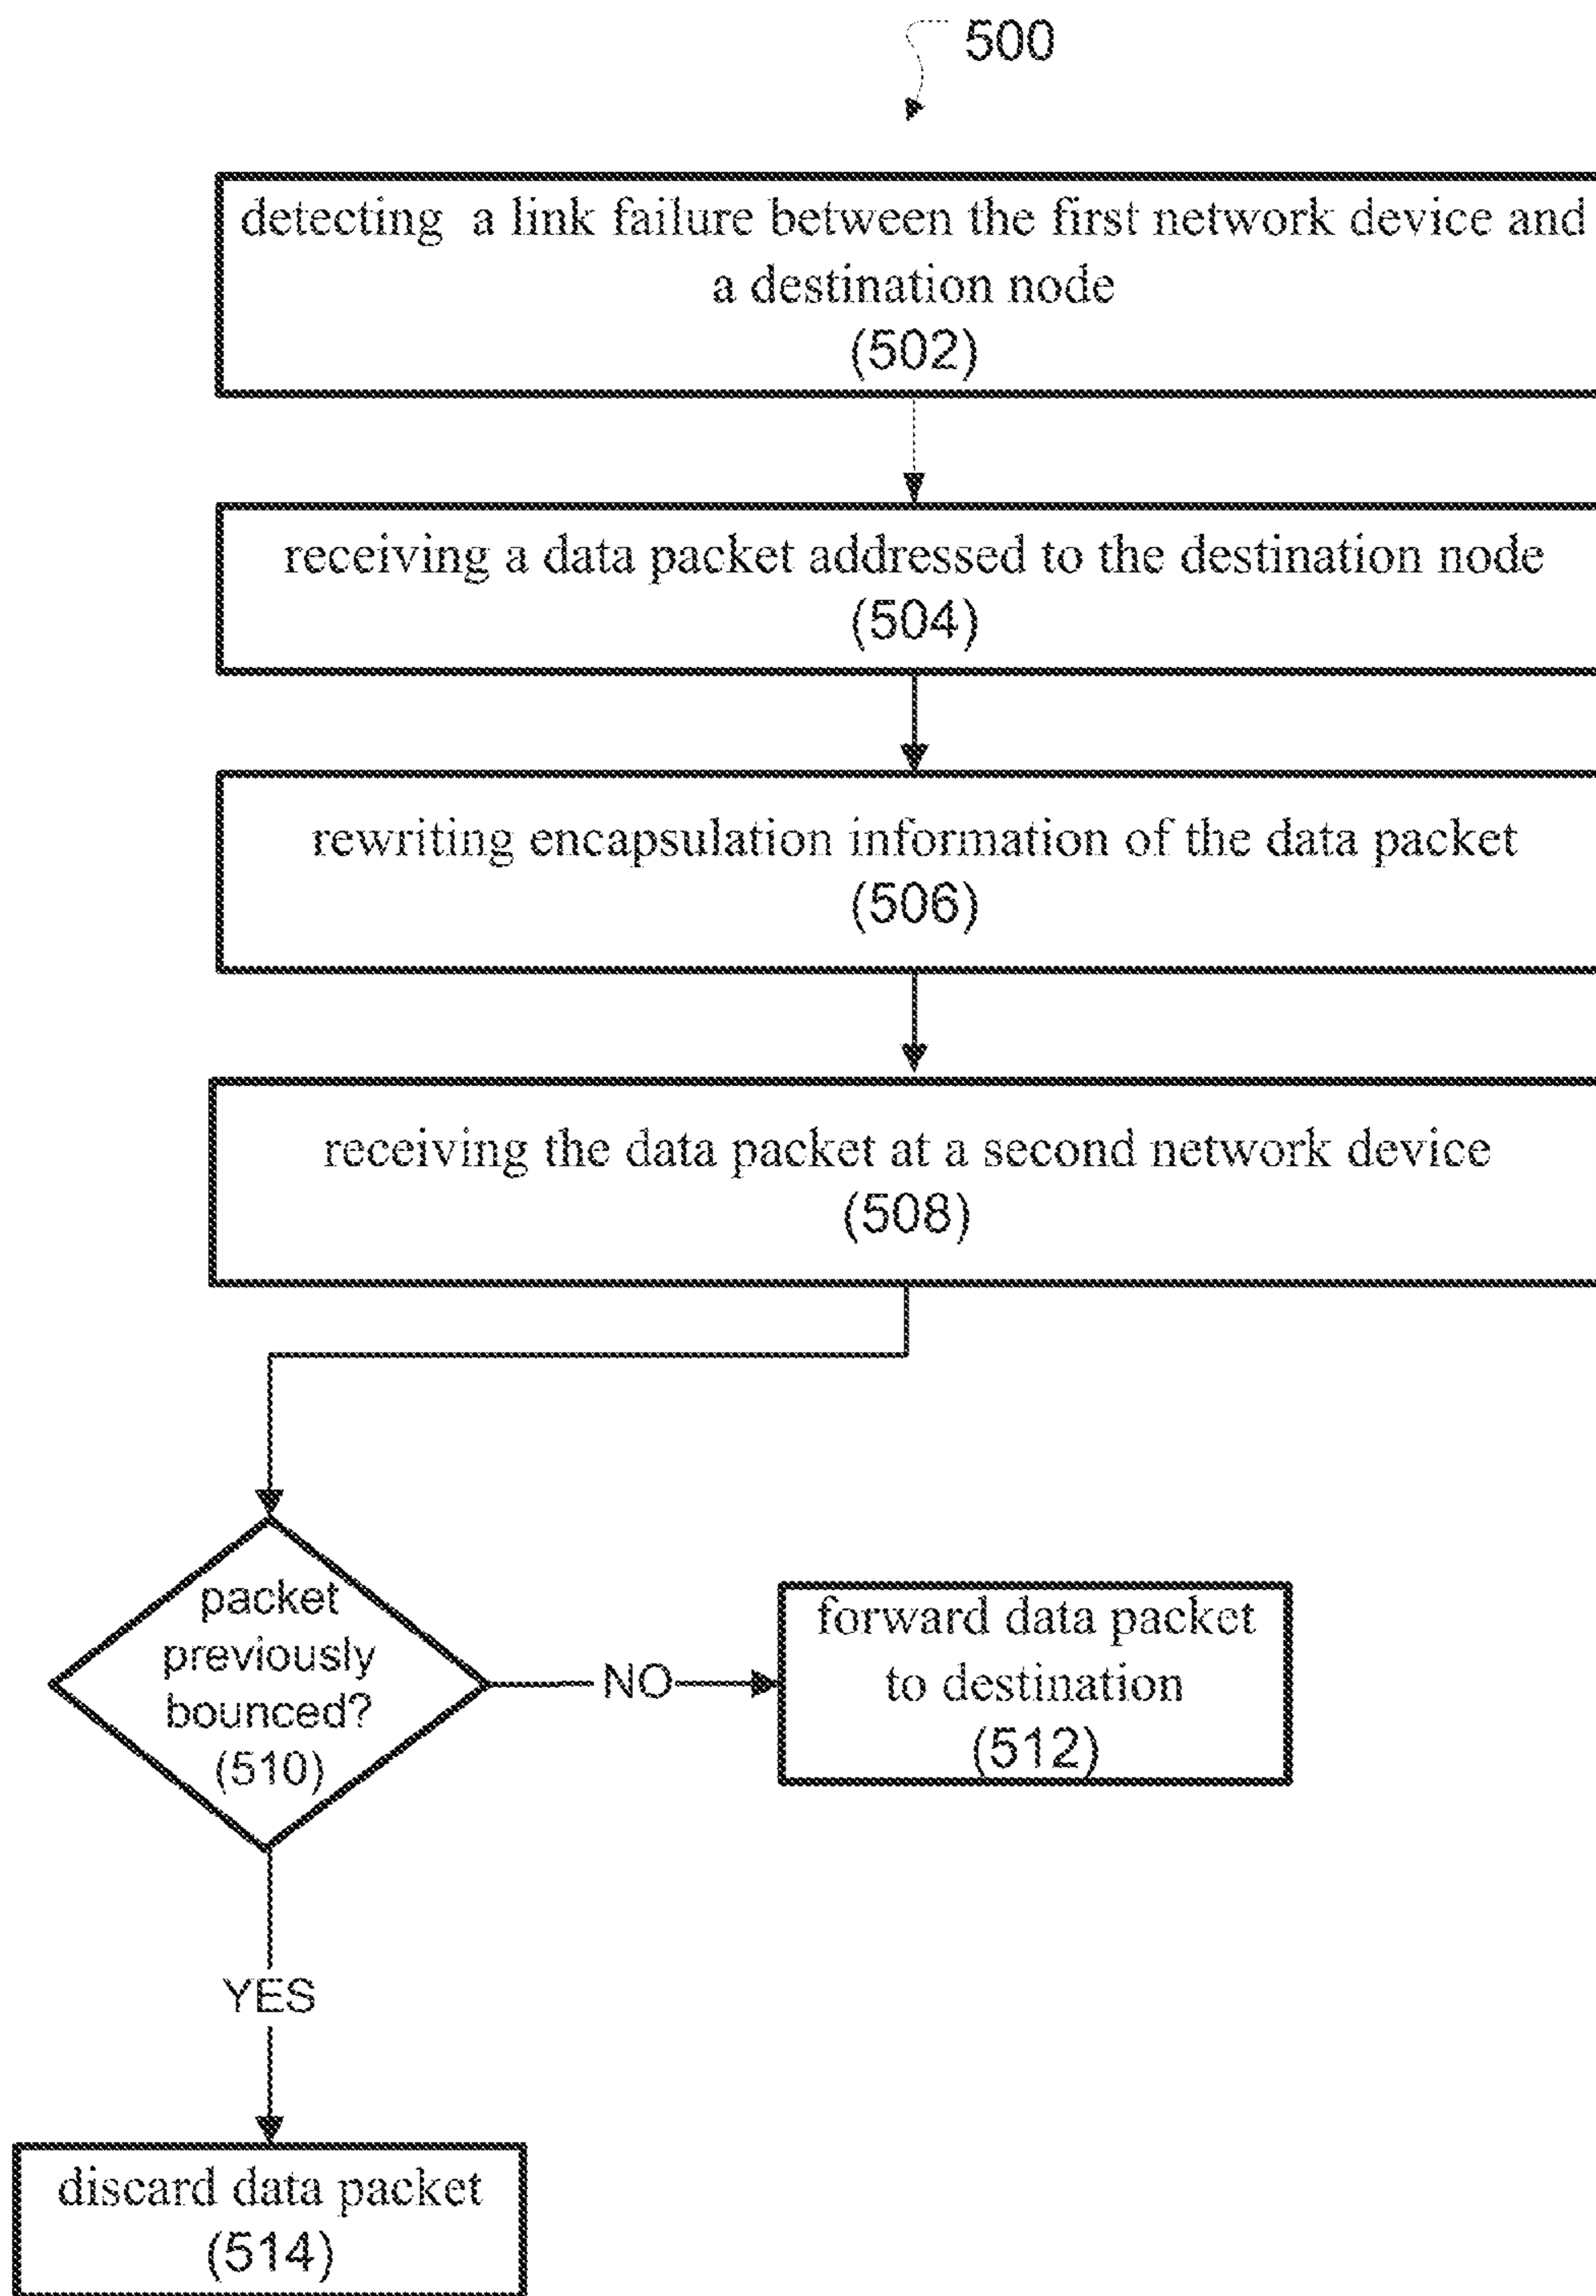 500
detecting a link failure between the first network device and
a destination node
(502)
receiving a data packet addressed to the destination node
(504)
rewriting encapsulation information of the data packet
(506)
receiving the data packet at a second network device
(508)
packet
previously
bounced?
(510)
NO
forward data packet
to destination
(512)
YES
discard data packet
(514)